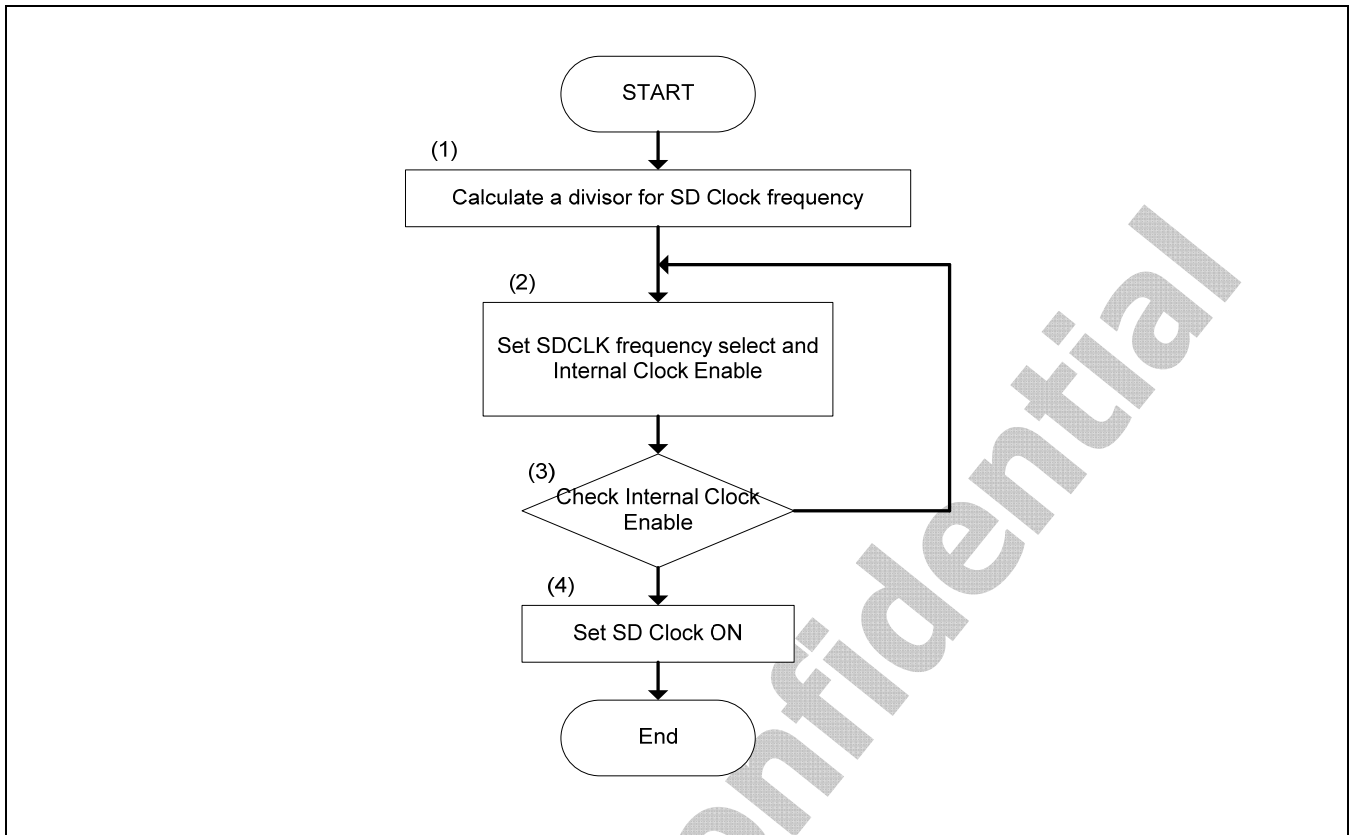 START
(1)
Calculate a divisor for SD Clock frequency
(2)
Set SDCLK frequency select and
Internal Clock Enable
(3)
Check Internal Clock
Enable
(4)
Set SD Clock ON
End